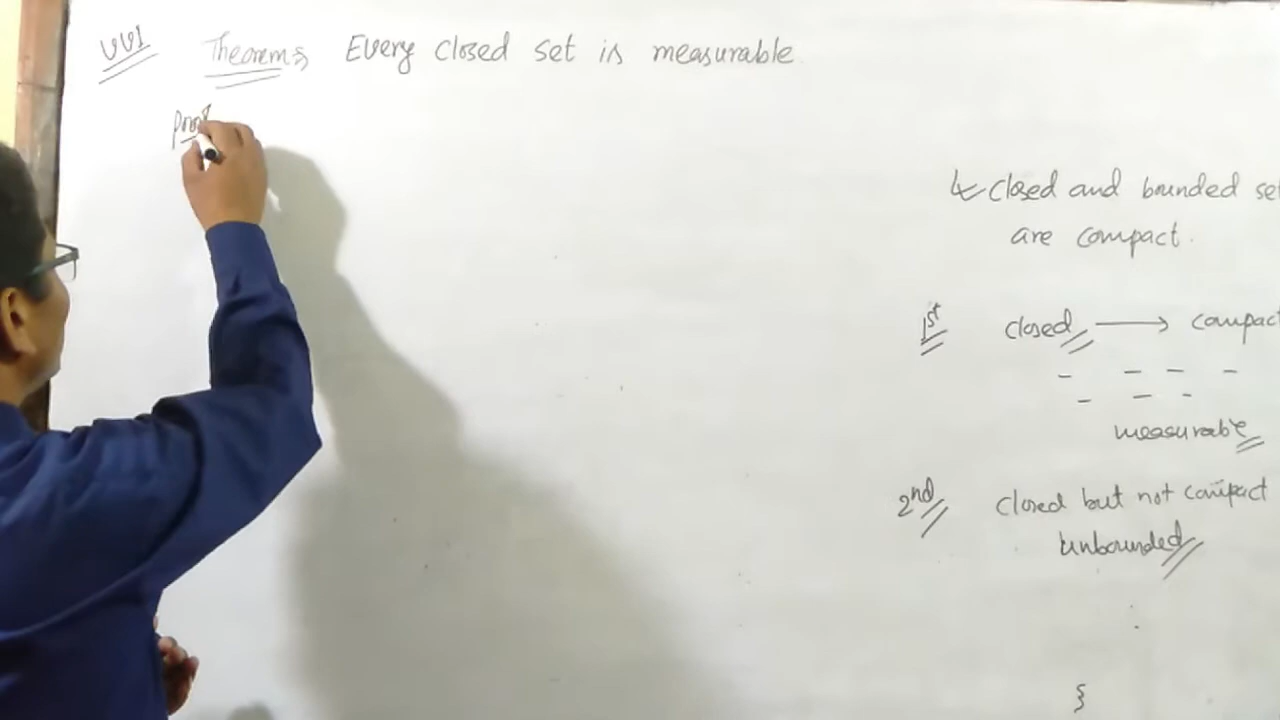 VVI Theorem:⇒ Every closed set is measurable
Proof
↳ closed and bounded set
are compact.
1st closed → compact
measurable
2nd closed but not compact
unbounded
}